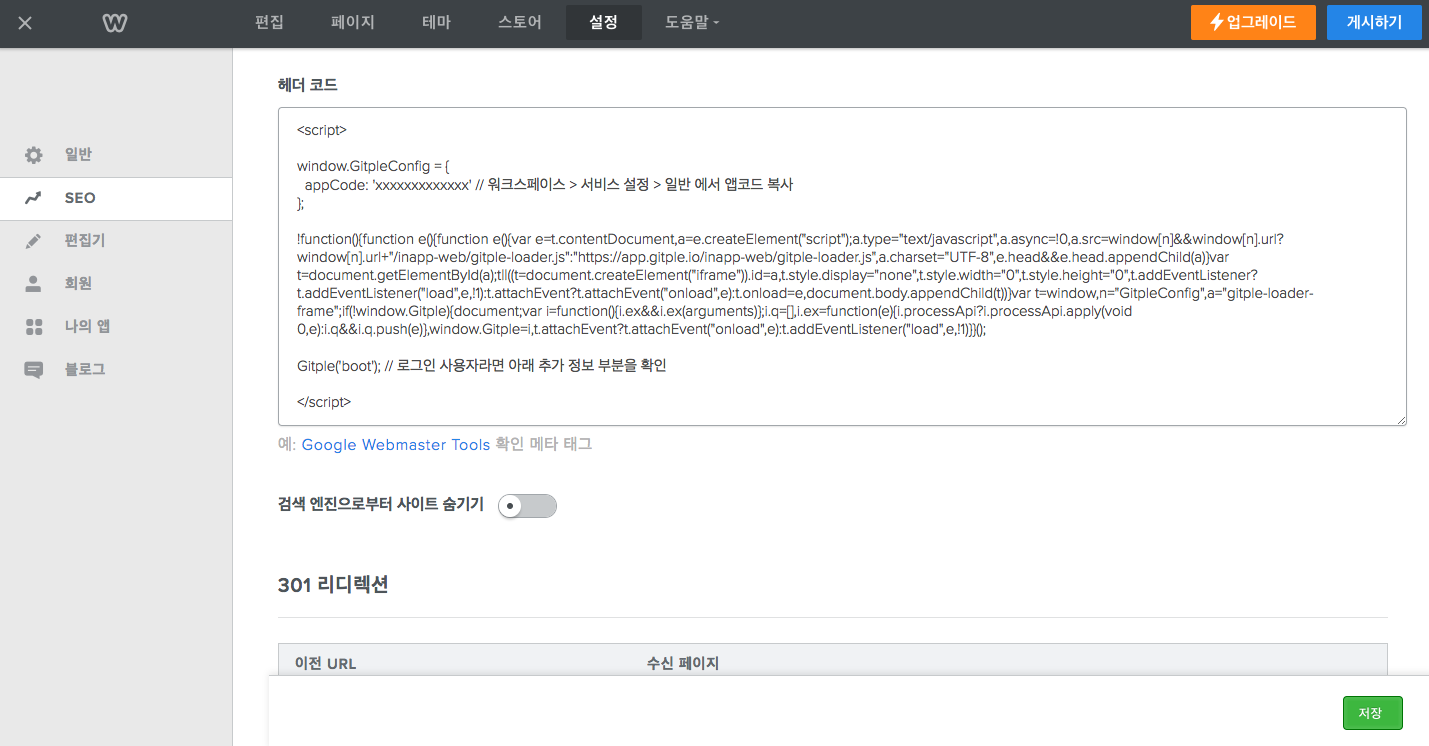 편집 페이지 테마 스토어 설정 도움말 업그레이드 게시하기
일반
SEO
편집기
회원
나의 앱
블로그
헤더 코드
<script>
window.GitpleConfig = {
appCode: 'xxxxxxxxxxxxx' // 워크스페이스 > 서비스 설정 > 일반 에서 앱코드 복사
};
!function(){function e(){function e(){var e=t.contentDocument,a=e.createElement("script");a.type="text/javascript",a.async=!0,a.src=window[n]&&window[n].url?
window[n].url+"/inapp-web/gitple-loader.js":"https://app.gitple.io/inapp-web/gitple-loader.js",a.charset="UTF-8",e.head&&e.head.appendChild(a)}var
t=document.getElementById(a);t||((t=document.createElement("iframe")).id=a,t.style.display="none",t.style.width="0",t.style.height="0",t.addEventListener?
t.addEventListener("load",e,!1):t.attachEvent?t.attachEvent("onload",e):t.onload=e,document.body.appendChild(t))}var t=window,n="GitpleConfig",a="gitple-loader-
frame";if(!window.Gitple){document;var i=function(){i.ex&&i.ex(arguments)};i.q=[],i.ex=function(e){i.processApi?i.processApi.apply(void
0,e):i.q&&i.q.push(e)},window.Gitple=i,t.attachEvent?t.attachEvent("onload",e):t.addEventListener("load",e,!1)}}();
Gitple('boot'); // 로그인 사용자라면 아래 추가 정보 부분을 확인
</script>
예: Google Webmaster Tools 확인 메타 태그
검색 엔진으로부터 사이트 숨기기
301 리디렉션
이전 URL 수신 페이지
저장